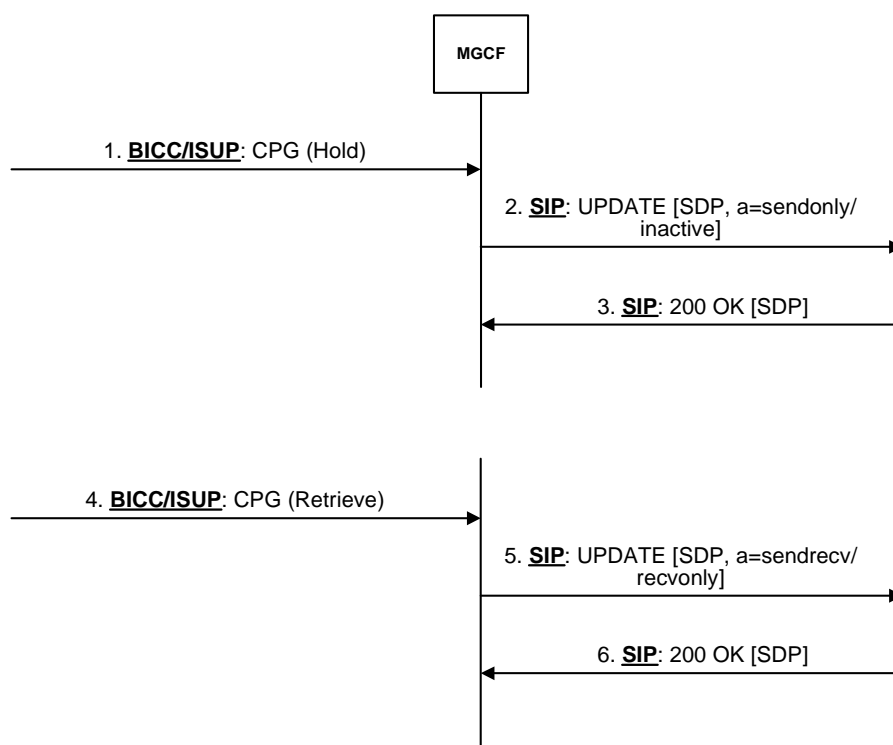 MGCF
1. BICC/ISUP: CPG (Hold)
2. SIP: UPDATE [SDP, a=sendonly/
inactive]
3. SIP: 200 OK [SDP]
4. BICC/ISUP: CPG (Retrieve)
5. SIP: UPDATE [SDP, a=sendrecv/
recvonly]
6. SIP: 200 OK [SDP]